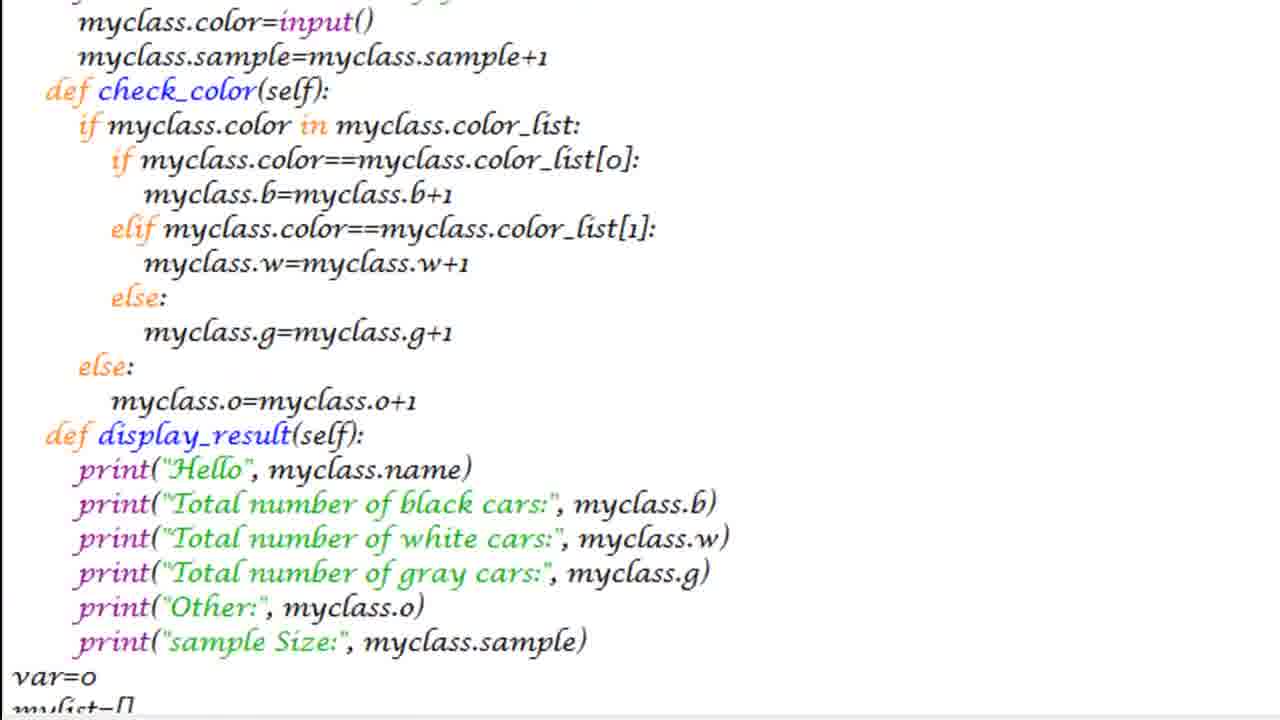 myclass.color=input()
myclass.sample=myclass.sample+1
def check_color(self):
if myclass.color in myclass.color_list:
if myclass.color==myclass.color_list[0]:
myclass.b=myclass.b+1
elif myclass.color==myclass.color_list[1]:
myclass.w=myclass.w+1
else:
myclass.g=myclass.g+1
else:
myclass.o=myclass.o+1
def display_result(self):
print("Hello", myclass.name)
print("Total number of black cars:", myclass.b)
print("Total number of white cars:", myclass.w)
print("Total number of gray cars:", myclass.g)
print("Other:", myclass.o)
print("sample Size:", myclass.sample)
var=0
mylist=[]